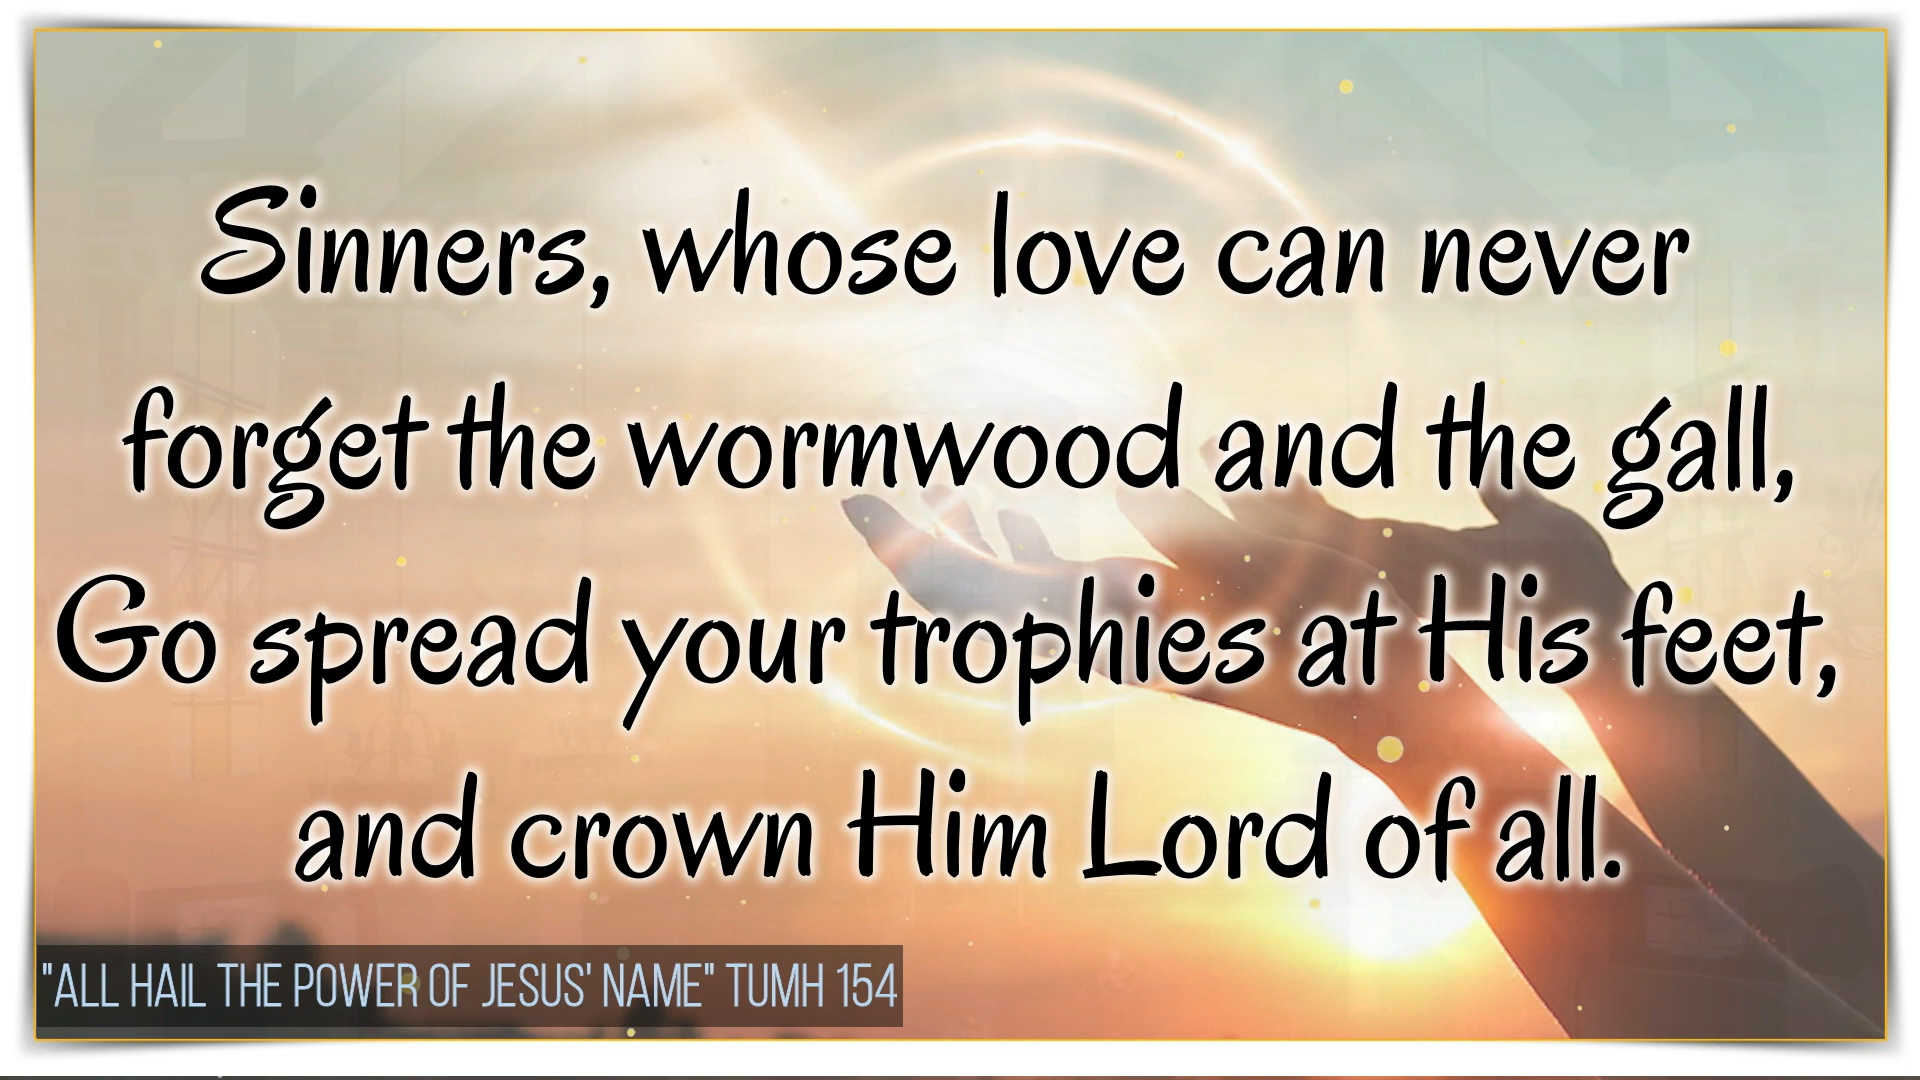 Sinners, whose love can never
forget the wormwood and the gall,
Go spread your trophies at His feet,
and crown Him Lord of all.
"ALL HAIL THE POWER OF JESUS' NAME" TUMH 154